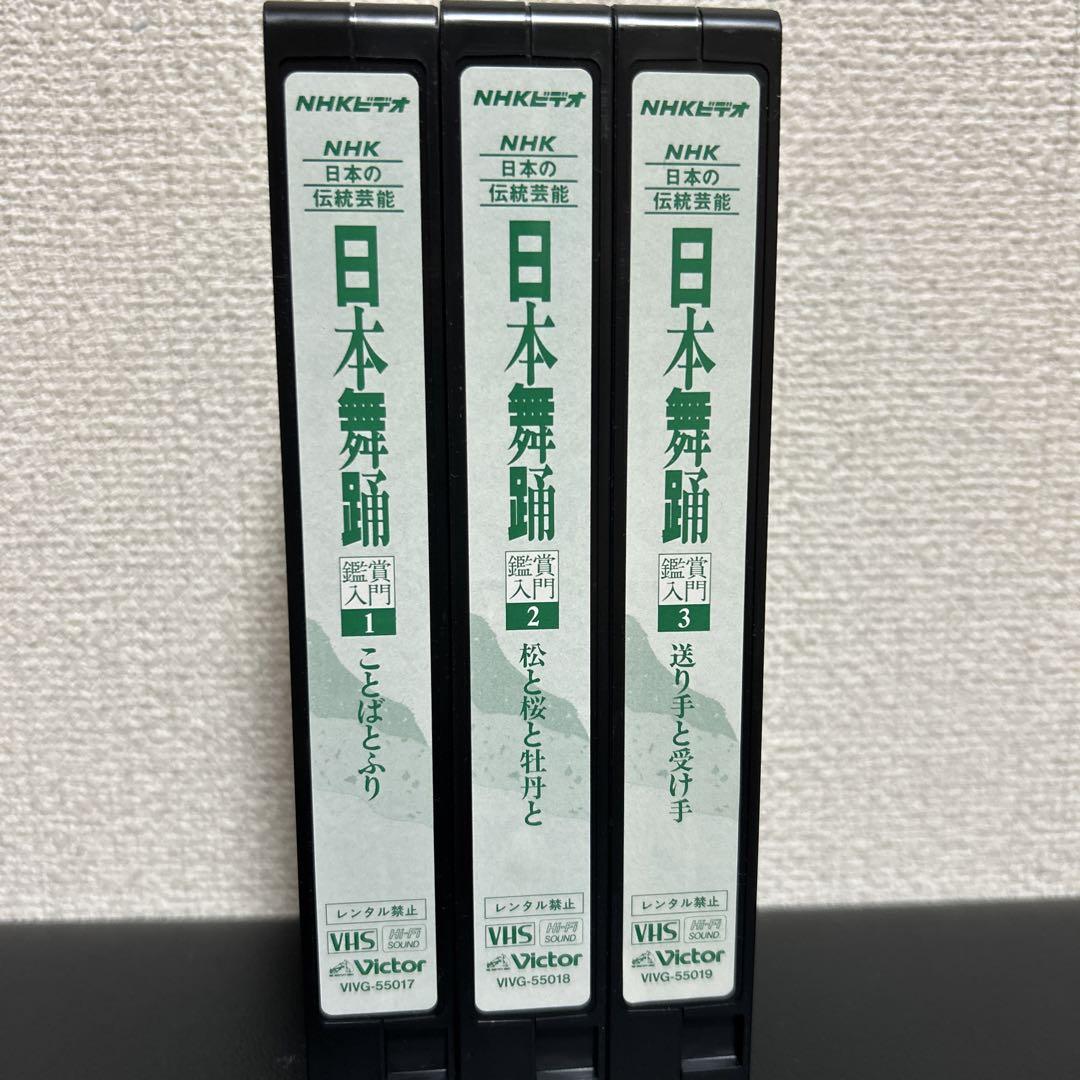 NHKビデオ
NHK
日本の
伝統芸能
日本舞踊
鑑賞
入門
1
ことばとふり
レンタル禁止
VHS
Hi-Fi
SOUND
Victor
VIVG-55017
NHKビデオ
NHK
日本の
伝統芸能
日本舞踊
鑑賞
入門
2
松と桜と牡丹と
レンタル禁止
VHS
Hi-Fi
SOUND
Victor
VIVG-55018
NHKビデオ
NHK
日本の
伝統芸能
日本舞踊
鑑賞
入門
3
送り手と受け手
レンタル禁止
VHS
Hi-Fi
SOUND
Victor
VIVG-55019